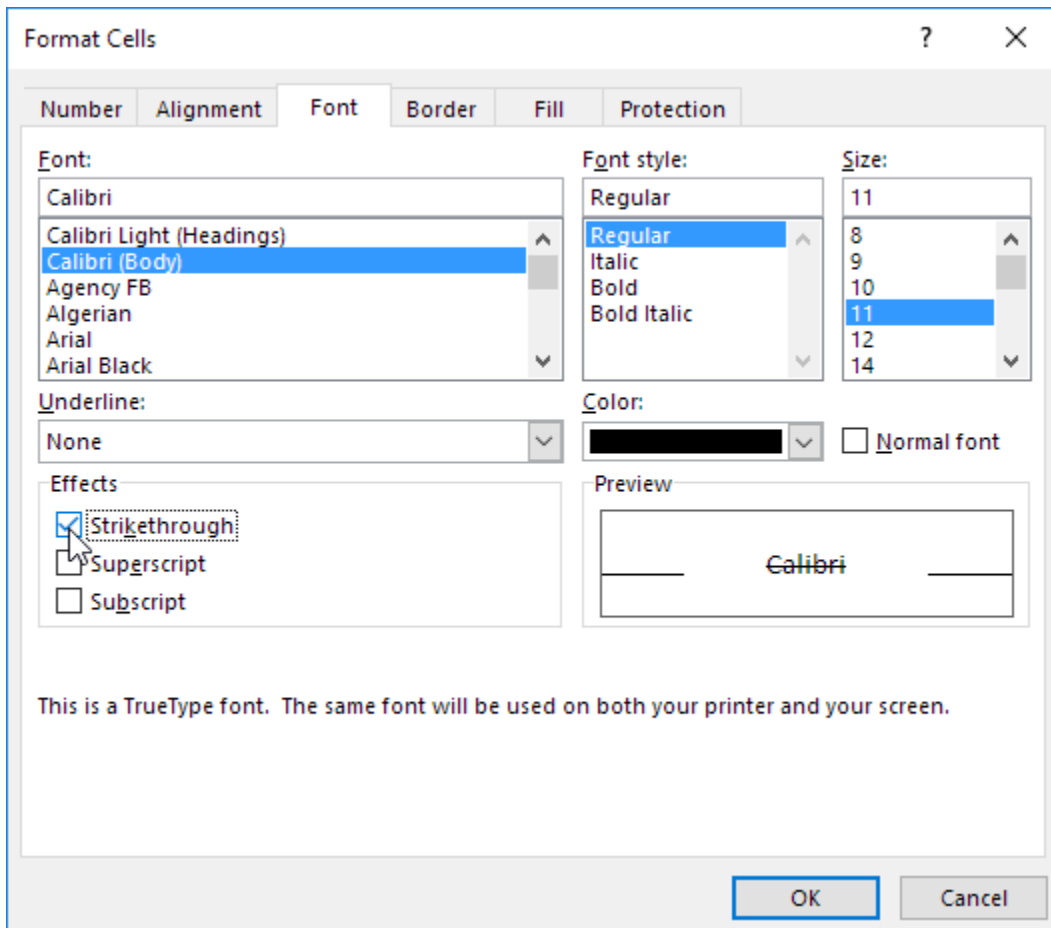 Format Cells ?
Number Alignment Font Border Fill Protection
Font: Font style: Size:
Calibri Regular 11
Calibri Light (Headings) Regular 8
Calibri (Body) Italic 9
Agency FB Bold 10
Algerian Bold Italic 11
Arial 12
Arial Black 14
Underline: Color:
None Normal font
Effects Preview
Strikethrough
Superscript Calibri
Subscript
This is a TrueType font.  The same font will be used on both your printer and your screen.
OK Cancel